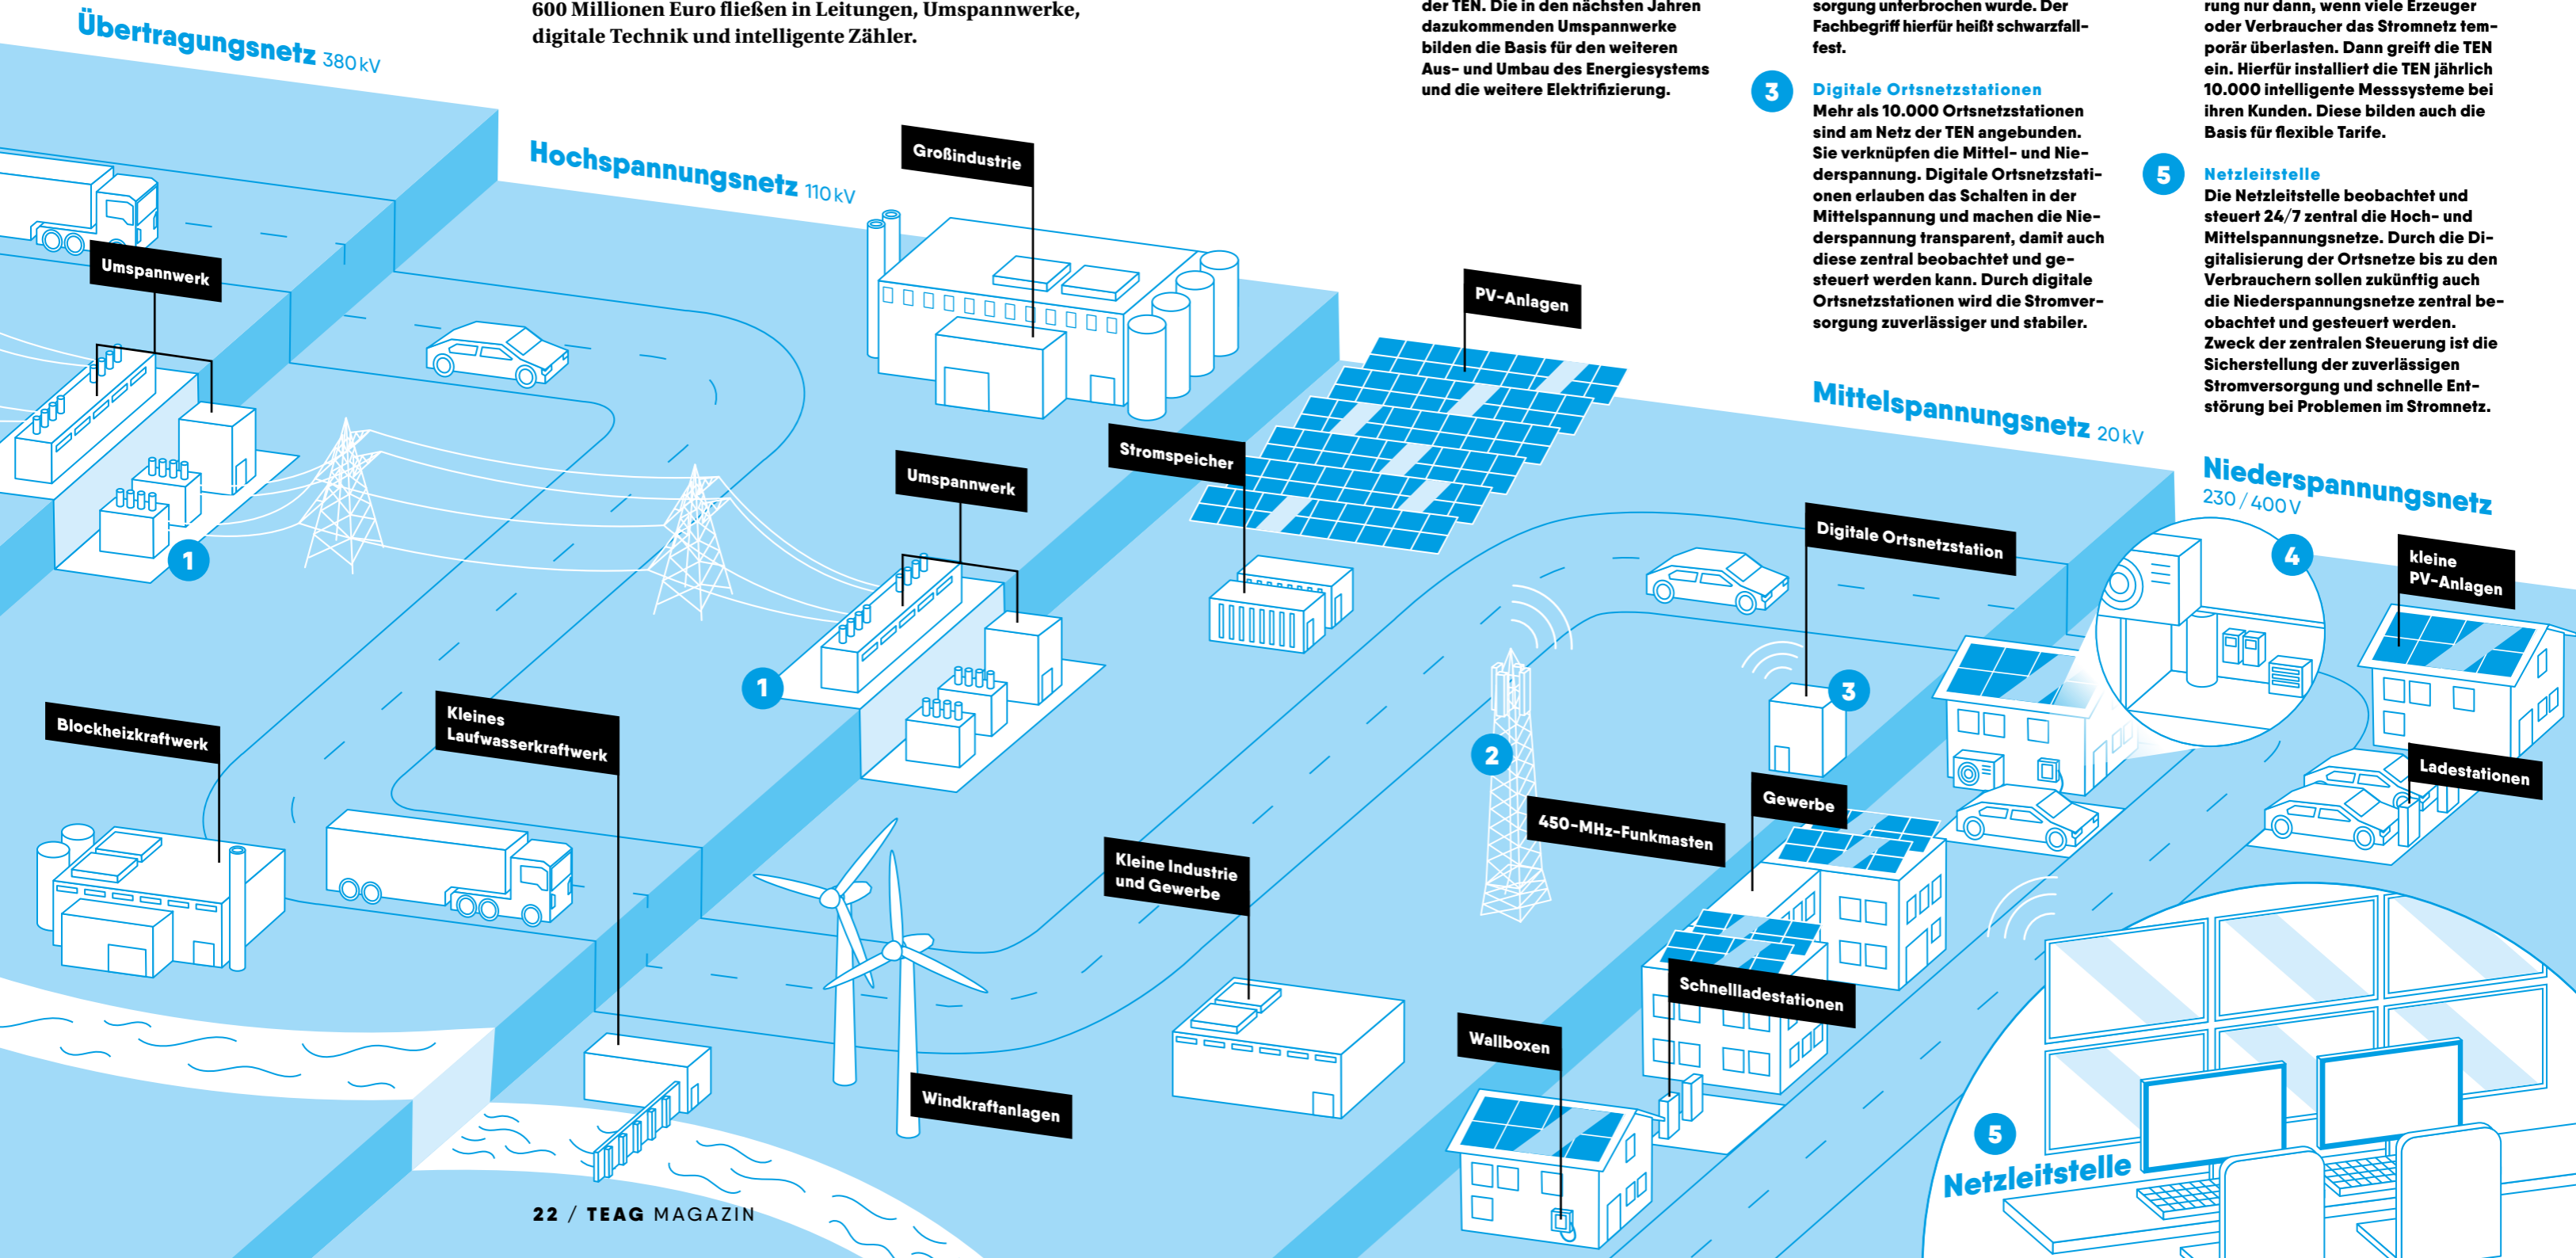 600 Millionen Euro fließen in Leitungen, Umspannwerke,
digitale Technik und intelligente Zähler.
der TEN. Die in den nächsten Jahren
dazukommenden Umspannwerke
bilden die Basis für den weiteren
Aus- und Umbau des Energiesystems
und die weitere Elektrifizierung.
sorgung unterbrochen wurde. Der
Fachbegriff hierfür heißt schwarzfall-
fest.
3
Digitale Ortsnetzstationen
Mehr als 10.000 Ortsnetzstationen
sind am Netz der TEN angebunden.
Sie verknüpfen die Mittel- und Nie-
derspannung. Digitale Ortsnetzstati-
onen erlauben das Schalten in der
Mittelspannung und machen die Nie-
derspannung transparent, damit auch
diese zentral beobachtet und ge-
steuert werden kann. Durch digitale
Ortsnetzstationen wird die Stromver-
sorgung zuverlässiger und stabiler.
rung nur dann, wenn viele Erzeuger
oder Verbraucher das Stromnetz tem-
porär überlasten. Dann greift die TEN
ein. Hierfür installiert die TEN jährlich
10.000 intelligente Messsysteme bei
ihren Kunden. Diese bilden auch die
Basis für flexible Tarife.
5
Netzleitstelle
Die Netzleitstelle beobachtet und
steuert 24/7 zentral die Hoch- und
Mittelspannungsnetze. Durch die Di-
gitalisierung der Ortsnetze bis zu den
Verbrauchern sollen zukünftig auch
die Niederspannungsnetze zentral be-
obachtet und gesteuert werden.
Zweck der zentralen Steuerung ist die
Sicherstellung der zuverlässigen
Stromversorgung und schnelle Ent-
störung bei Problemen im Stromnetz.
Übertragungsnetz 380 kV
Umspannwerk
1
Hochspannungsnetz 110 kV
Großindustrie
Umspannwerk
1
Blockheizkraftwerk
Kleines
Laufwasserkraftwerk
PV-Anlagen
Stromspeicher
Mittelspannungsnetz 20 kV
Digitale Ortsnetzstation
3
2
450-MHz-Funkmasten
Kleine Industrie
und Gewerbe
Windkraftanlagen
Niederspannungsnetz
230 / 400 V
4
kleine
PV-Anlagen
Ladestationen
Gewerbe
Schnellladestationen
Wallboxen
5
Netzleitstelle
22 / TEAG MAGAZIN